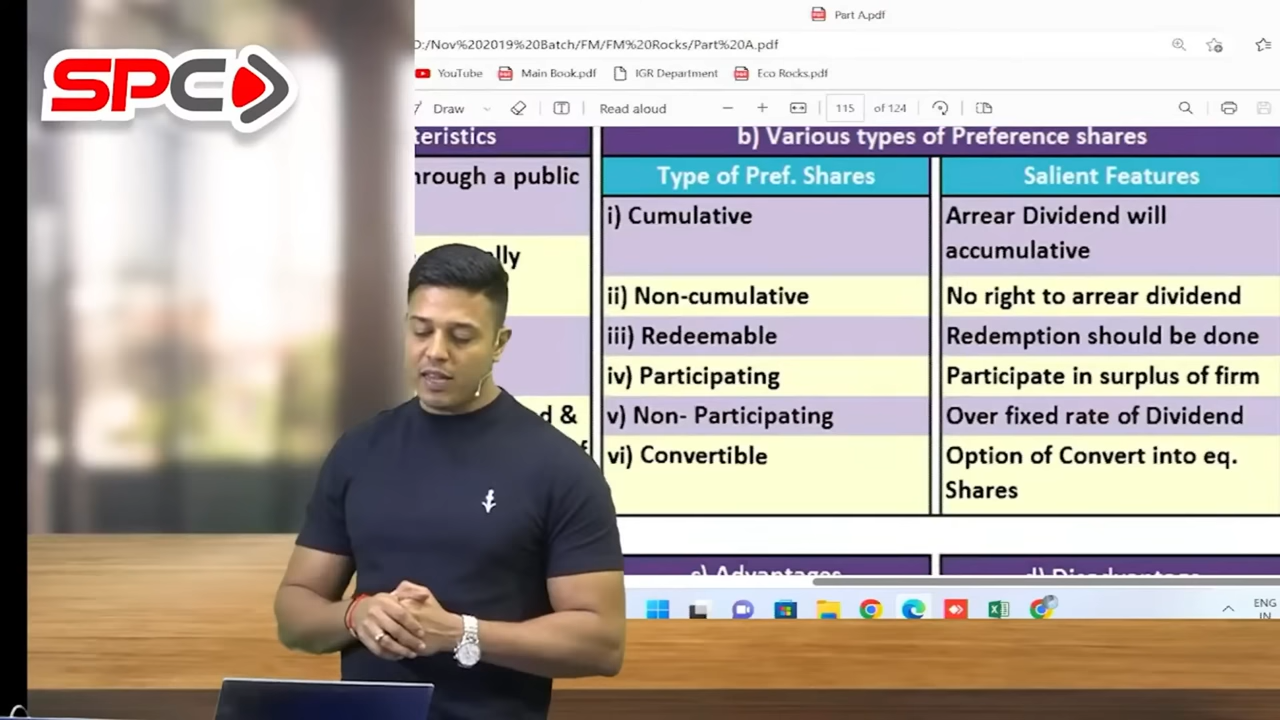 SPC
Part A.pdf
D:/Nov%202019%20Batch/FM/FM%20Rocks/Part%20A.pdf
YouTube
Main Book.pdf
IGR Department
Eco Rocks.pdf
Draw
Read aloud
115
of 124
teristics
hrough a public
lly
d &
b) Various types of Preference shares
Type of Pref. Shares
Salient Features
i) Cumulative
Arrear Dividend will
accumulative
ii) Non-cumulative
No right to arrear dividend
iii) Redeemable
Redemption should be done
iv) Participating
Participate in surplus of firm
v) Non- Participating
Over fixed rate of Dividend
vi) Convertible
Option of Convert into eq.
Shares
c) Advantages
d) Disadvantage
ENG
IN